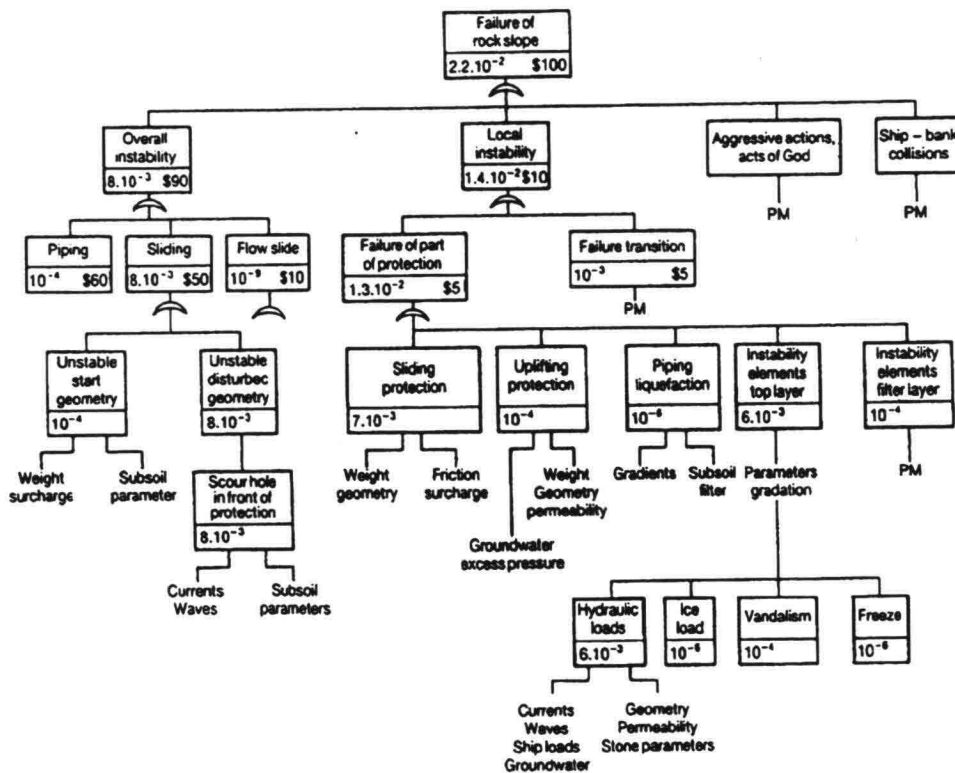 Failure of
rock slope
2.2.10⁻² $100
Overall
instability
8.10⁻³ $90
Local
instability
1.4.10⁻² $10
Aggressive actions,
acts of God
PM
Ship – bank
collisions
PM
Piping
10⁻⁴ $60
Sliding
8.10⁻³ $50
Flow slide
10⁻⁹ $10
Failure of part
of protection
1.3.10⁻² $5
Failure transition
10⁻³ $5
PM
Unstable
start
geometry
10⁻⁴
Unstable
disturbec
geometry
8.10⁻³
Sliding
protection
7.10⁻³
Uplifting
protection
10⁻⁴
Piping
liquefaction
10⁻⁶
Instability
elements
top layer
6.10⁻³
Instability
elements
filter layer
10⁻⁴
PM
Weight
surcharge
Subsoil
parameter
Scour hole
in front of
protection
8.10⁻³
Currents
Waves
Subsoil
parameters
Weight
geometry
Friction
surcharge
Groundwater
excess pressure
Weight
Geometry
permeability
Gradients
Subsoil
filter
Parameters
gradation
Hydraulic
loads
6.10⁻³
Ice
load
10⁻⁶
Vandalism
10⁻⁴
Freeze
10⁻⁶
Currents
Waves
Ship loads
Groundwater
Geometry
Permeability
Stone parameters